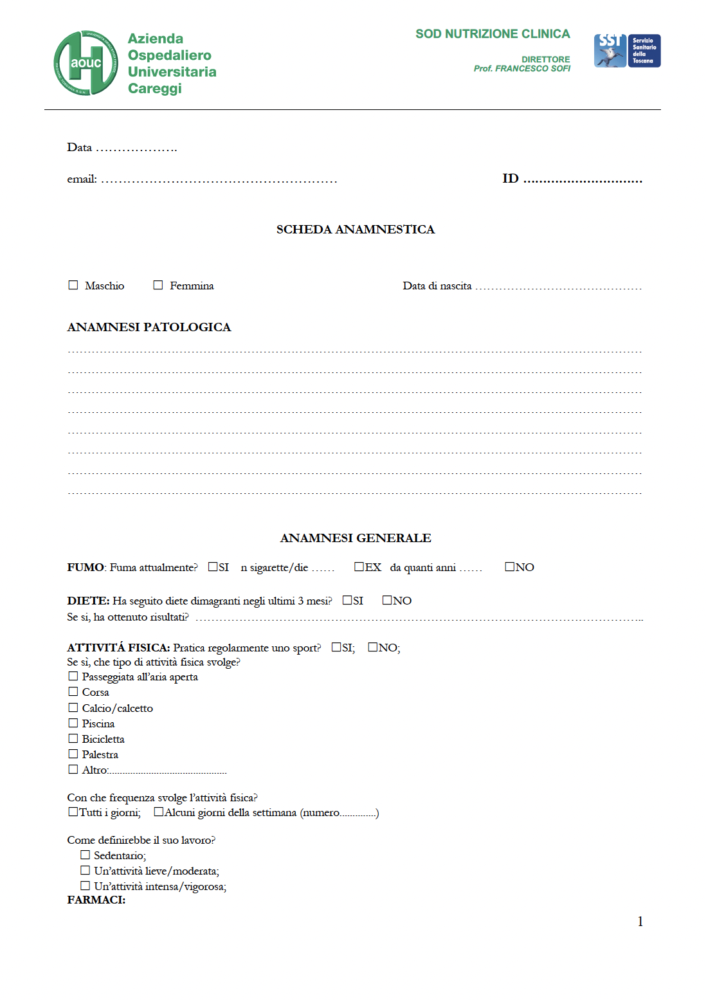 Azienda
Ospedaliero
Universitaria
Careggi
aouc
SOD NUTRIZIONE CLINICA
DIRETTORE
Prof. FRANCESCO SOFI
SST
Servizio
Sanitario
della
Toscana
Data ……………….
email: ………………………………………………
ID …………………………
SCHEDA ANAMNESTICA
☐ Maschio ☐ Femmina Data di nascita ……………………………………
ANAMNESI PATOLOGICA
………………………………………………………………………………………………
………………………………………………………………………………………………
………………………………………………………………………………………………
………………………………………………………………………………………………
………………………………………………………………………………………………
………………………………………………………………………………………………
………………………………………………………………………………………………
………………………………………………………………………………………………
ANAMNESI GENERALE
FUMO: Fuma attualmente? ☐SI n sigarette/die …… ☐EX da quanti anni …… ☐NO
DIETE: Ha seguito diete dimagranti negli ultimi 3 mesi? ☐SI ☐NO
Se si, ha ottenuto risultati? …………………………………………………………………………………...
ATTIVITÁ FISICA: Pratica regolarmente uno sport? ☐SI; ☐NO;
Se sì, che tipo di attività fisica svolge?
☐ Passeggiata all’aria aperta
☐ Corsa
☐ Calcio/calcetto
☐ Piscina
☐ Bicicletta
☐ Palestra
☐ Altro:.............................................
Con che frequenza svolge l’attività fisica?
☐Tutti i giorni; ☐Alcuni giorni della settimana (numero..............)
Come definirebbe il suo lavoro?
☐ Sedentario;
☐ Un’attività lieve/moderata;
☐ Un’attività intensa/vigorosa;
FARMACI:
1